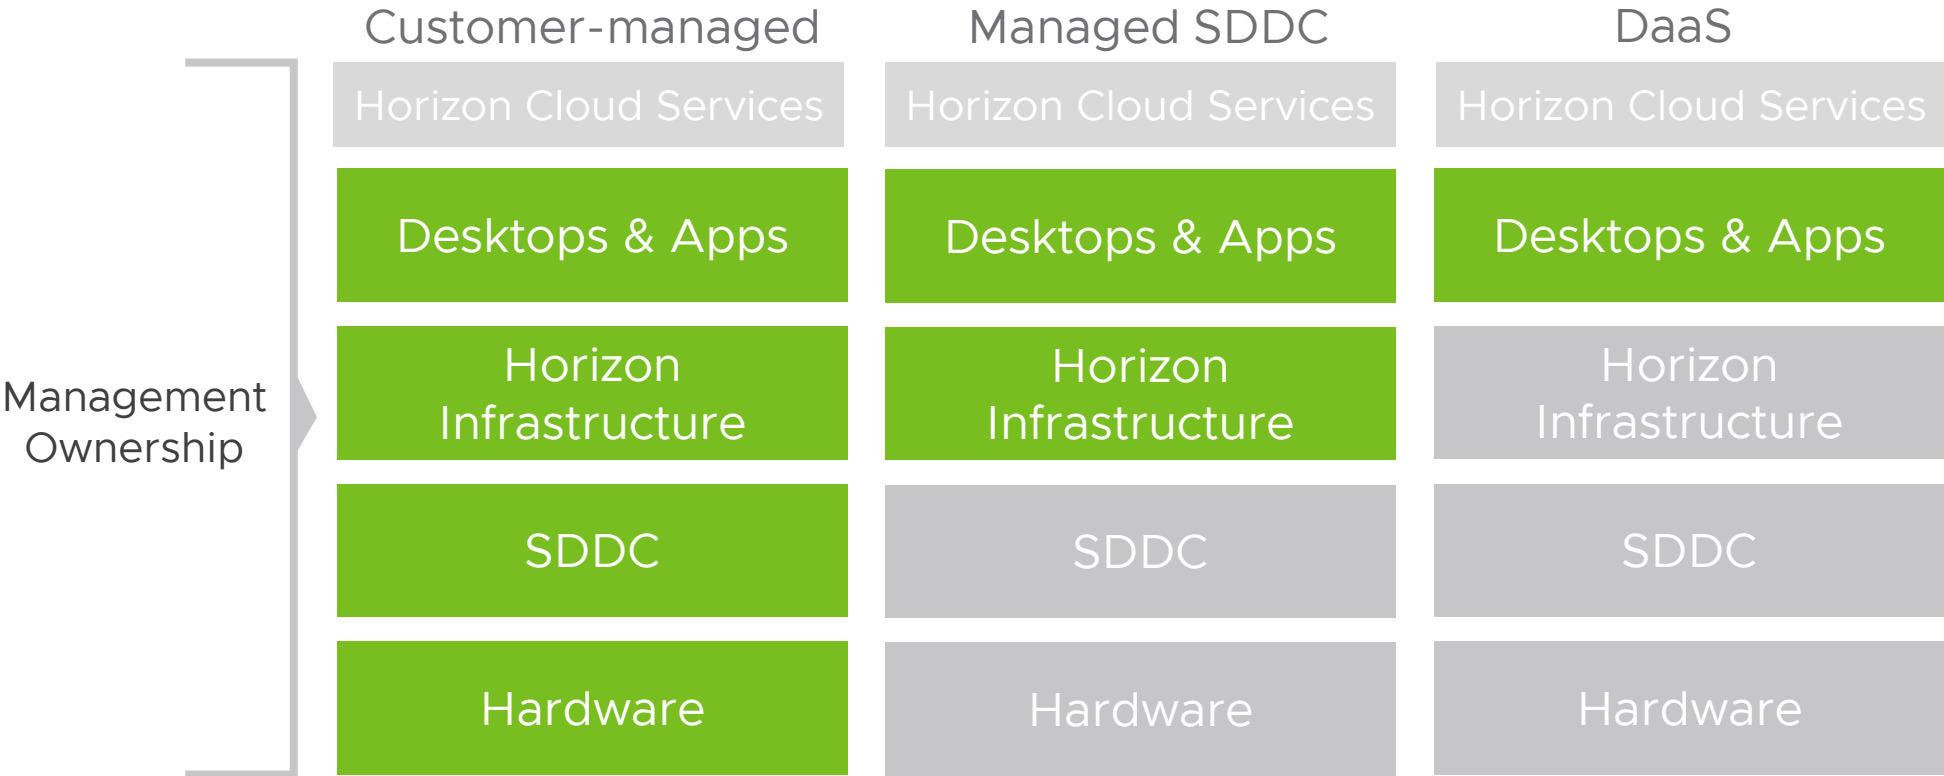 Customer-managed
Managed SDDC
DaaS
Horizon Cloud Services
Horizon Cloud Services
Horizon Cloud Services
Desktops & Apps
Desktops & Apps
Desktops & Apps
Management
Ownership
Horizon
Infrastructure
Horizon
Infrastructure
Horizon
Infrastructure
SDDC
SDDC
SDDC
Hardware
Hardware
Hardware